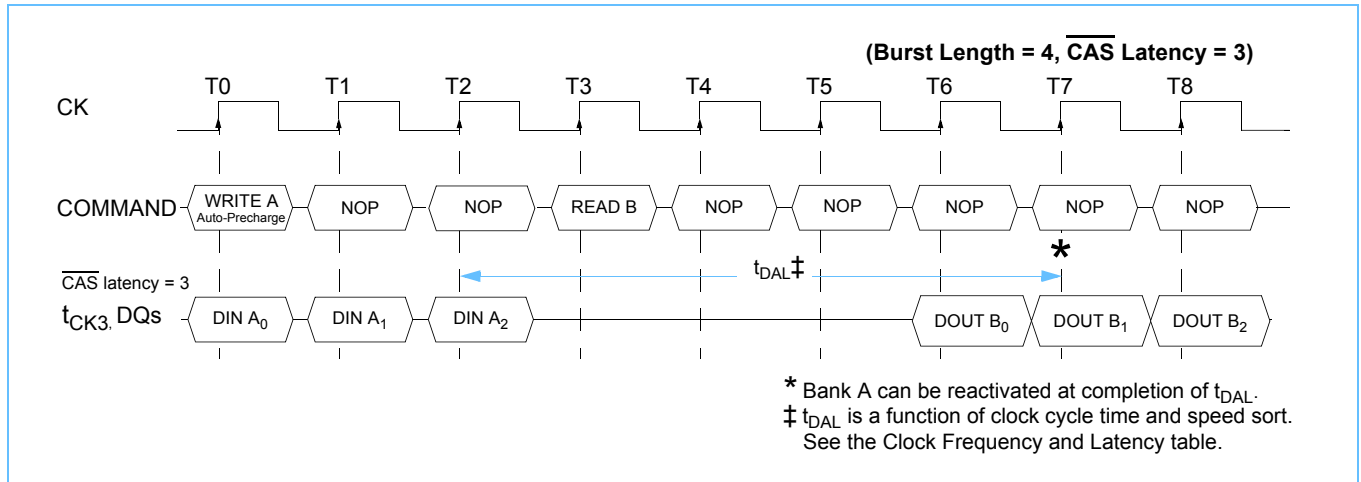 (Burst Length = 4, CAS Latency = 3)
T0 T1 T2 T3 T4 T5 T6 T7 T8
CK
COMMAND
WRITE A
Auto-Precharge
NOP NOP READ B NOP NOP NOP NOP NOP
*
tDAL‡
CAS latency = 3
tCK3, DQs
DIN A0 DIN A1 DIN A2 DOUT B0 DOUT B1 DOUT B2
* Bank A can be reactivated at completion of tDAL.
‡ tDAL is a function of clock cycle time and speed sort.
See the Clock Frequency and Latency table.